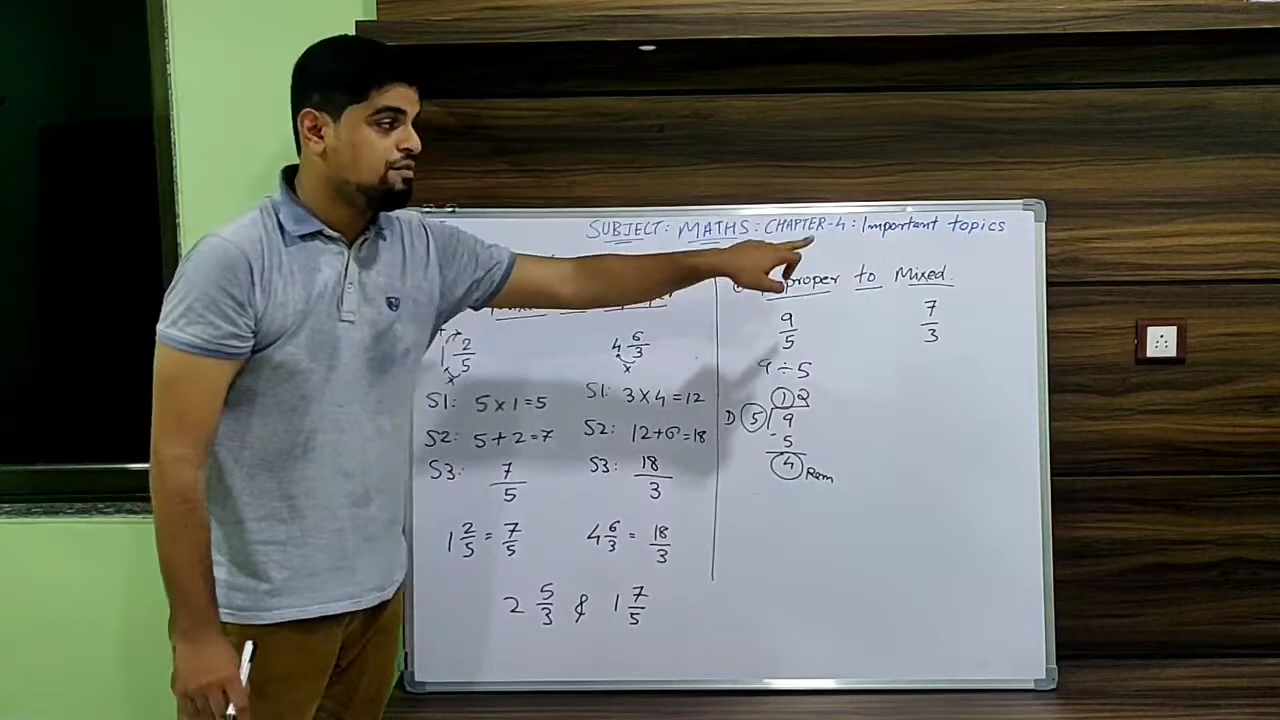 SUBJECT: MATHS: CHAPTER-4: Important topics
to
1 2/5
4 6/3
S1: 5 x 1 = 5
S1: 3 x 4 = 12
S2: 5 + 2 = 7
S2: 12 + 6 = 18
S3: 7/5
S3: 18/3
1 2/5 = 7/5
4 6/3 = 18/3
2 5/3 & 1 7/5
to Mixed.
9/5
7/3
9 ÷ 5
1 Q
D 5 9
- 5
4 Rem